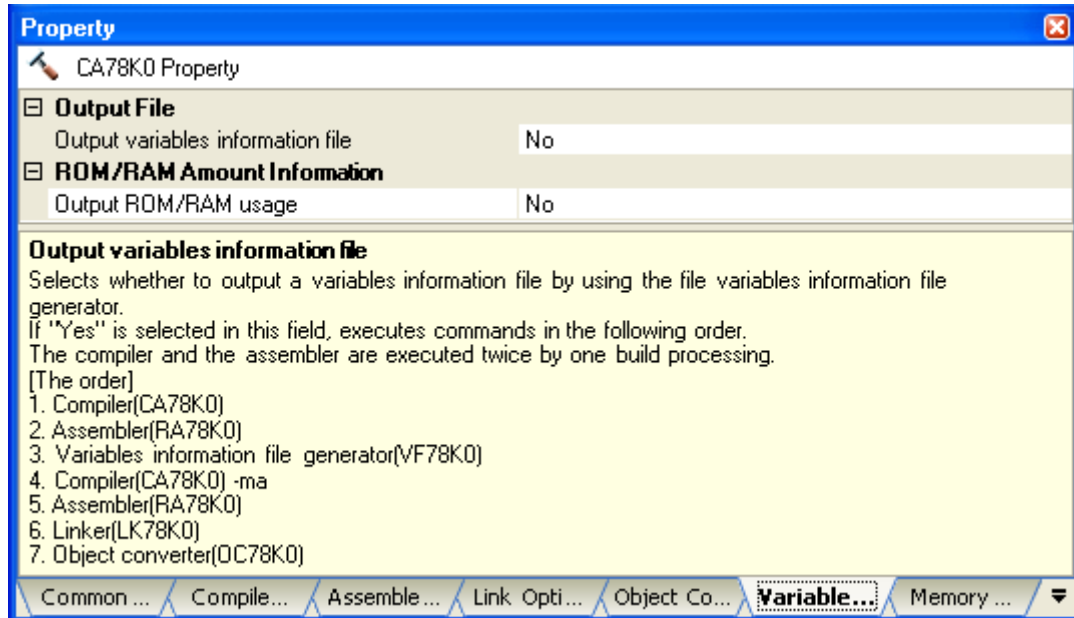 Property
CA78K0 Property
Output File
Output variables information file No
ROM/RAM Amount Information
Output ROM/RAM usage No
Output variables information file
Selects whether to output a variables information file by using the file variables information file
generator.
If "Yes" is selected in this field, executes commands in the following order.
The compiler and the assembler are executed twice by one build processing.
[The order]
1. Compiler(CA78K0)
2. Assembler(RA78K0)
3. Variables information file generator(VF78K0)
4. Compiler(CA78K0) -ma
5. Assembler(RA78K0)
6. Linker(LK78K0)
7. Object converter(OC78K0)
Common ... Compile... Assemble ... Link Opti... Object Co... Variable... Memory ...